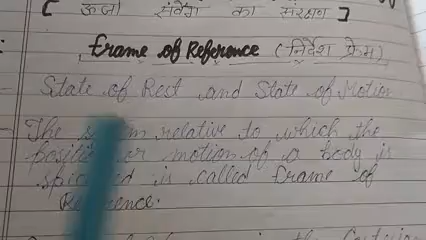 [ ऊर्जा संवेग का संरक्षण ]
Frame of Reference (निर्देश फ्रेम)
State of Rest and State of Motion
The relative to which the
or motion of a body is
is called Frame of